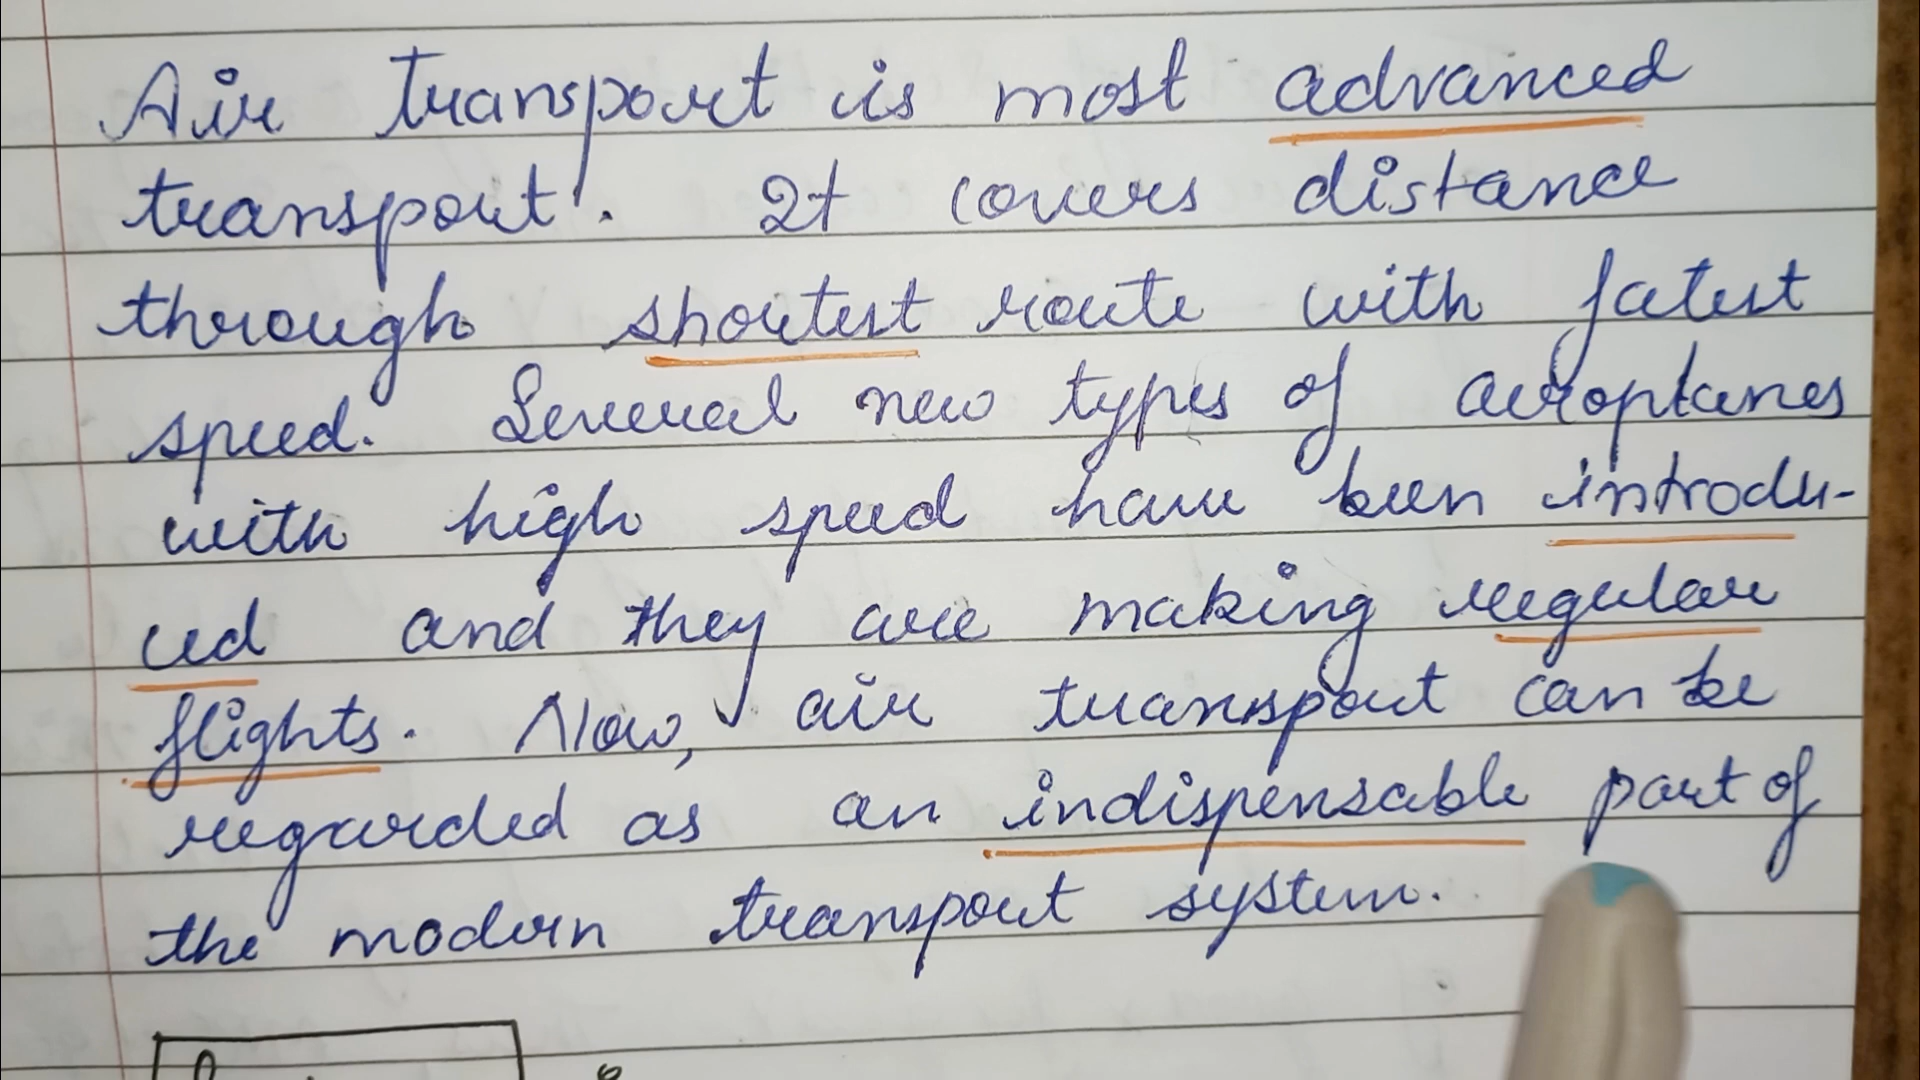 Air transport is most advanced
transport. It covers distance
through shortest route with fatest
speed. Several new types of aeroplanes
with high speed have been introdu-
ced and they are making regular
flights. Now, air transport can be
regarded as an indispensable part of
the modern transport system.